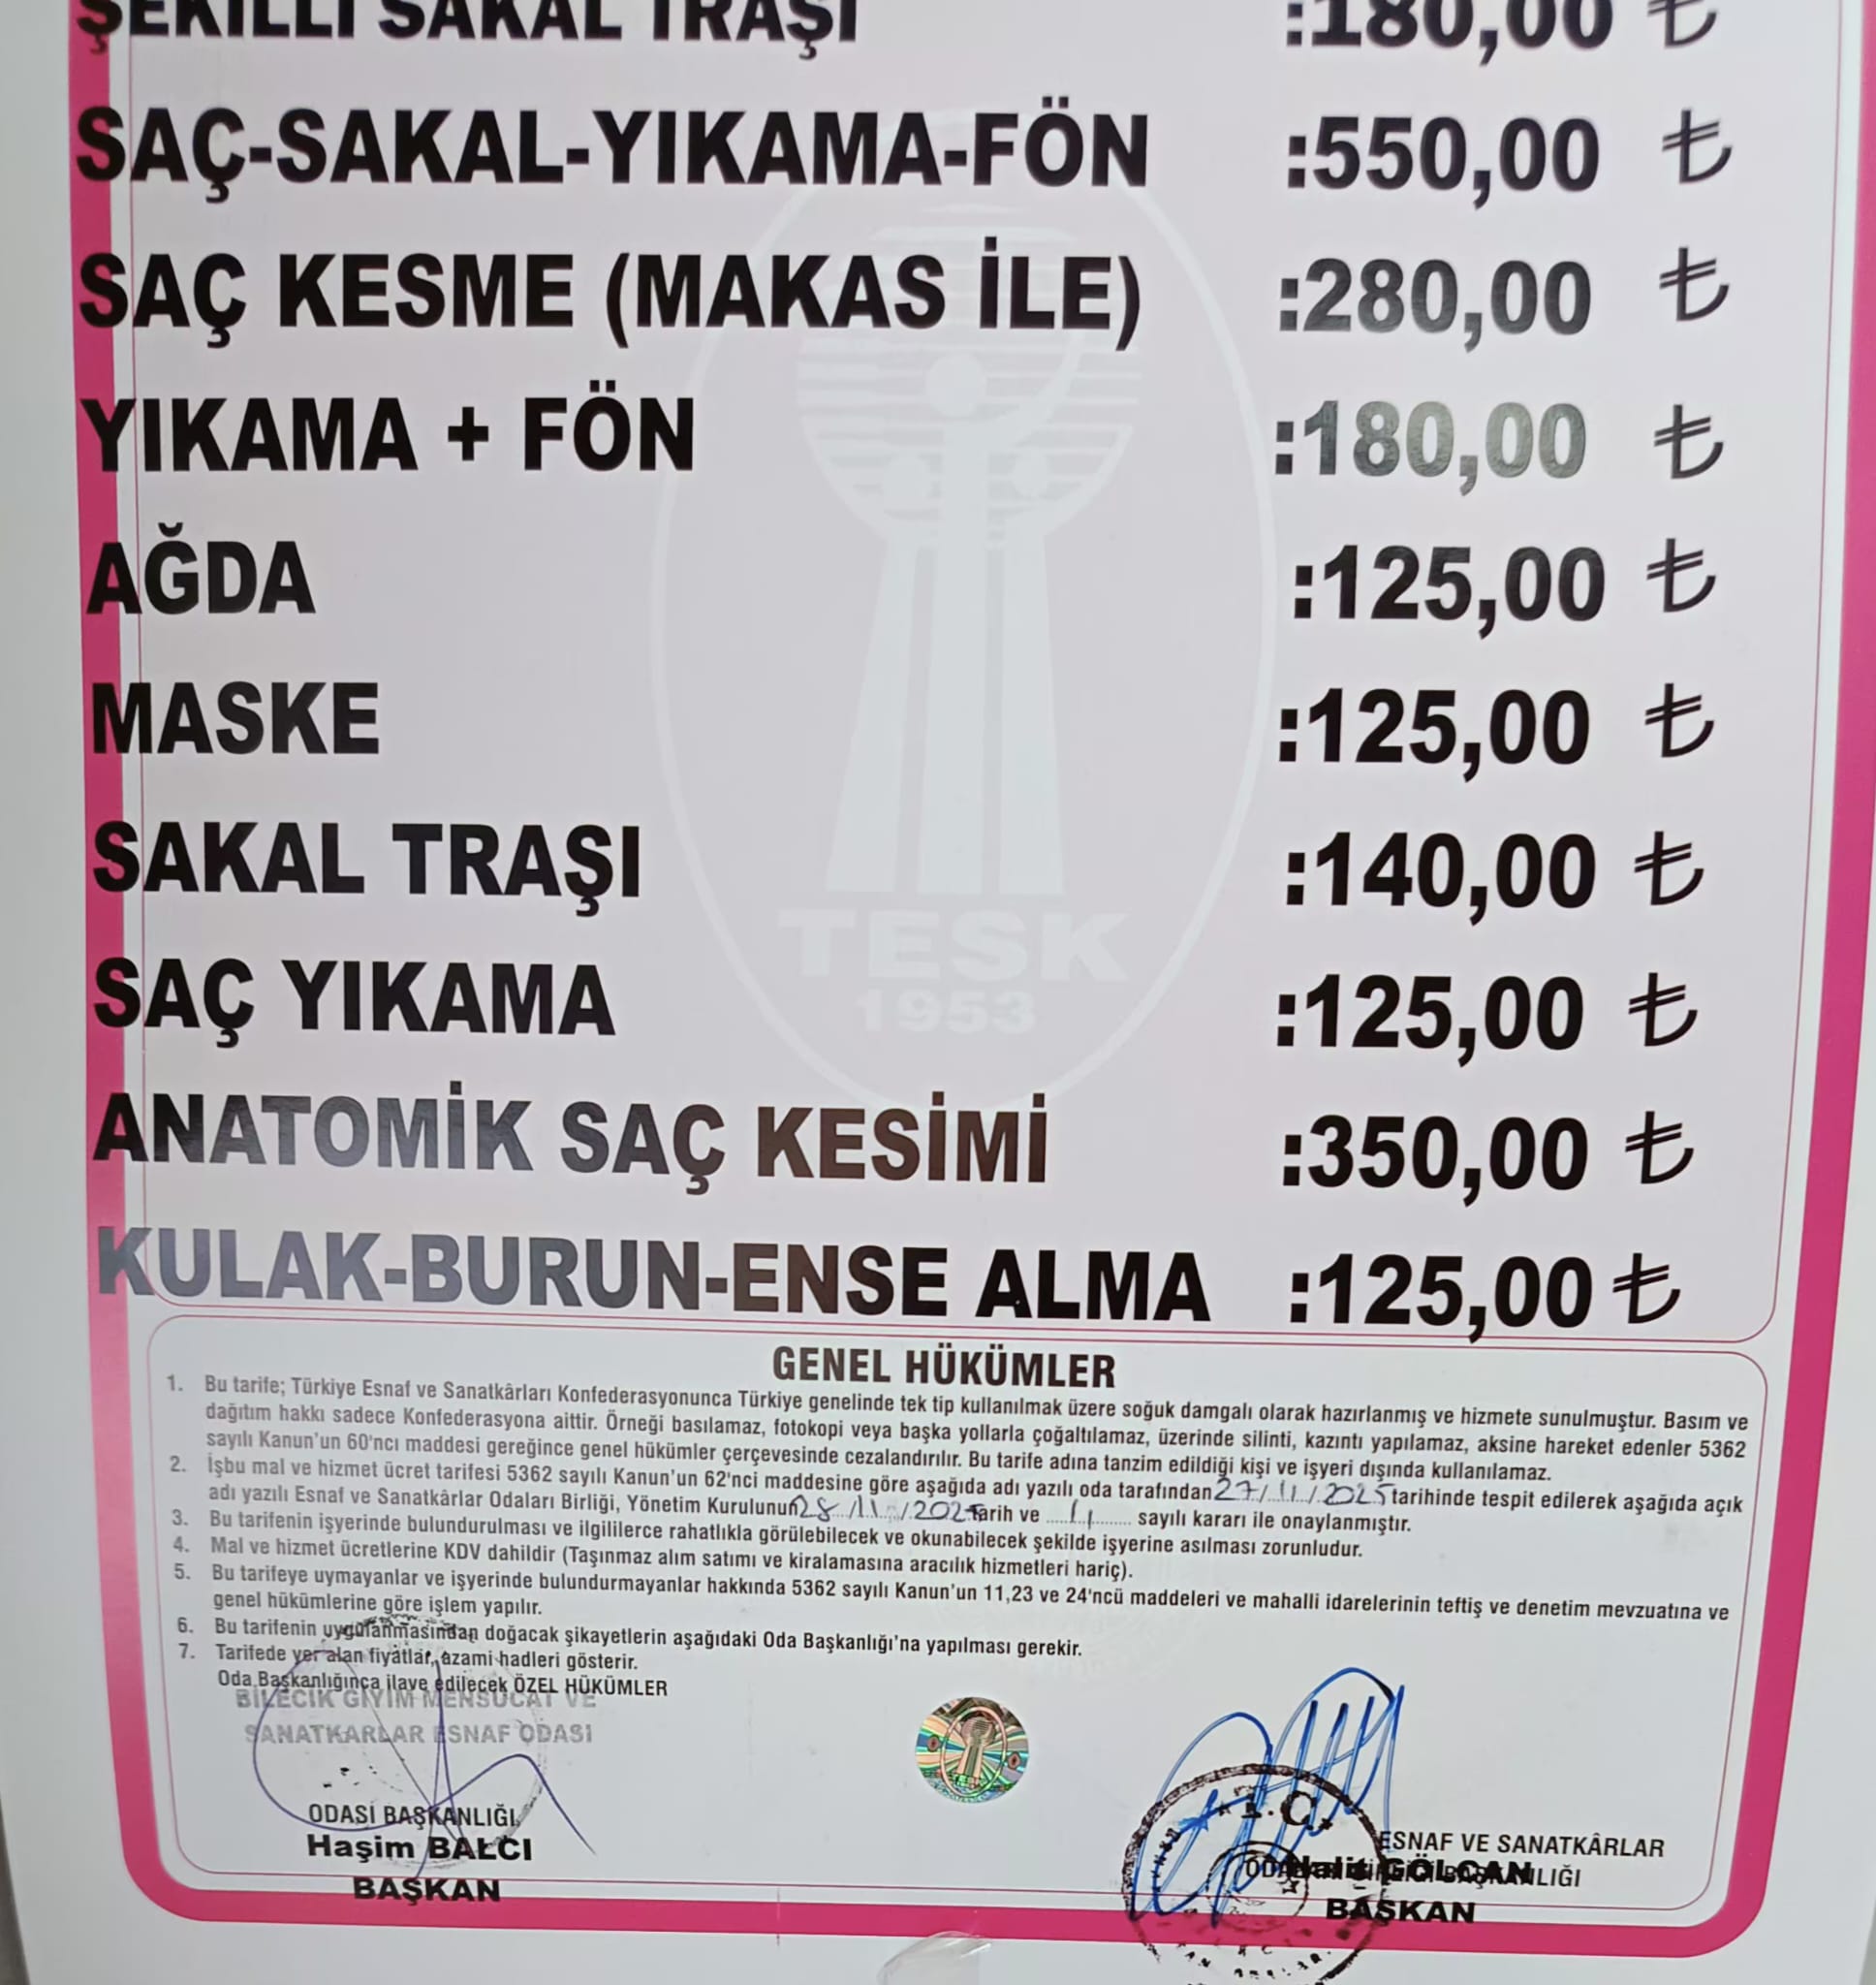 ŞEKİLLİ SAKAL TRAŞI :180,00 ₺
SAÇ-SAKAL-YIKAMA-FÖN :550,00 ₺
SAÇ KESME (MAKAS İLE) :280,00 ₺
YIKAMA + FÖN :180,00 ₺
AĞDA :125,00 ₺
MASKE :125,00 ₺
SAKAL TRAŞI :140,00 ₺
SAÇ YIKAMA :125,00 ₺
ANATOMİK SAÇ KESİMİ :350,00 ₺
KULAK-BURUN-ENSE ALMA :125,00 ₺
TESK
1953
GENEL HÜKÜMLER
1. Bu tarife; Türkiye Esnaf ve Sanatkârları Konfederasyonunca Türkiye genelinde tek tip kullanılmak üzere soğuk damgalı olarak hazırlanmış ve hizmete sunulmuştur. Basım ve
dağıtım hakkı sadece Konfederasyona aittir. Örneği basılamaz, fotokopi veya başka yollarla çoğaltılamaz, üzerinde silinti, kazıntı yapılamaz, aksine hareket edenler 5362
sayılı Kanun'un 60'ncı maddesi gereğince genel hükümler çerçevesinde cezalandırılır. Bu tarife adına tanzim edildiği kişi ve işyeri dışında kullanılamaz.
2. İşbu mal ve hizmet ücret tarifesi 5362 sayılı Kanun'un 62'nci maddesine göre aşağıda adı yazılı oda tarafından 27/11/2025 tarihinde tespit edilerek aşağıda açık
adı yazılı Esnaf ve Sanatkârlar Odaları Birliği, Yönetim Kurulunun 28/11/2025 tarih ve 11 sayılı kararı ile onaylanmıştır.
3. Bu tarifenin işyerinde bulundurulması ve ilgililerce rahatlıkla görülebilecek ve okunabilecek şekilde işyerine asılması zorunludur.
4. Mal ve hizmet ücretlerine KDV dahildir (Taşınmaz alım satımı ve kiralamasına aracılık hizmetleri hariç).
5. Bu tarifeye uymayanlar ve işyerinde bulundurmayanlar hakkında 5362 sayılı Kanun'un 11,23 ve 24'ncü maddeleri ve mahalli idarelerinin teftiş ve denetim mevzuatına ve
genel hükümlerine göre işlem yapılır.
6. Bu tarifenin uygulanmasından doğacak şikayetlerin aşağıdaki Oda Başkanlığı'na yapılması gerekir.
7. Tarifede yer alan fiyatlar, azami hadleri gösterir.
Oda Başkanlığınca ilave edilecek ÖZEL HÜKÜMLER
BİLECİK GİYİM MENSUCAT VE
SANATKARLAR ESNAF ODASI
ODASI BAŞKANLIĞI
Haşim BALCI
BAŞKAN
T.C.
ESNAF VE SANATKÂRLAR
ODALARI BİRLİĞİ BAŞKANLIĞI
Halit GÖLCAN
BAŞKAN